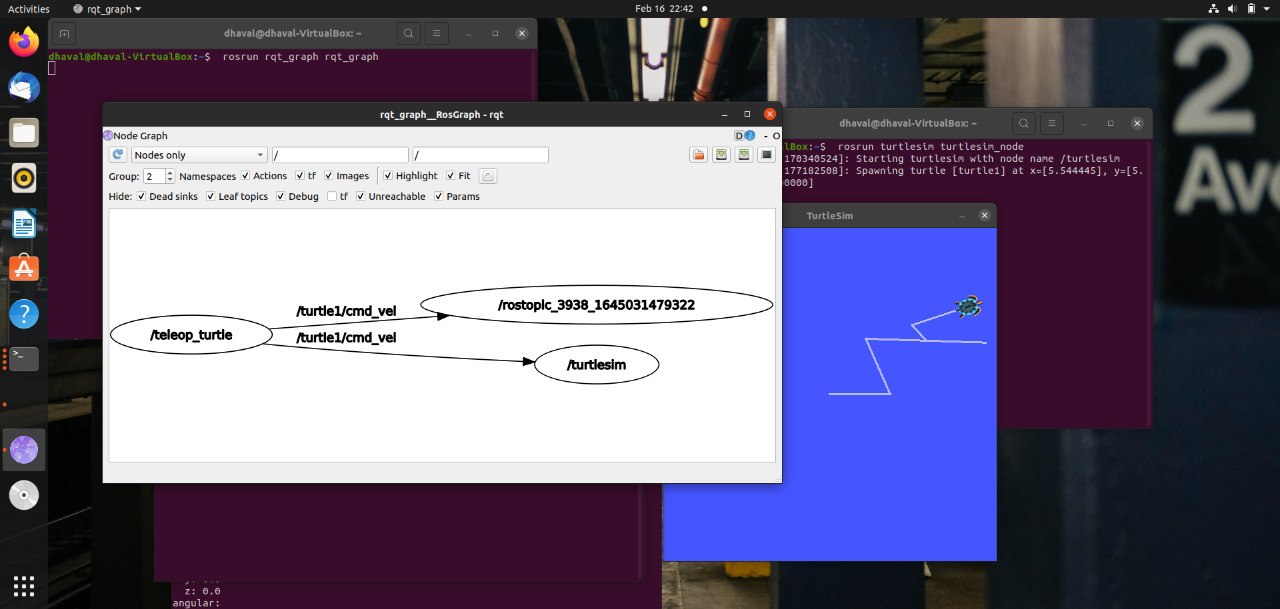 Activities rqt_graph Feb 16 22:42
dhaval@dhaval-VirtualBox: ~
dhaval@dhaval-VirtualBox:~$ rosrun rqt_graph rqt_graph
rqt_graph__RosGraph - rqt
Node Graph D - O
Nodes only / /
Group: 2 Namespaces Actions tf Images Highlight Fit
Hide: Dead sinks Leaf topics Debug tf Unreachable Params
/teleop_turtle
/turtle1/cmd_vel
/turtle1/cmd_vel
/rostopic_3938_1645031479322
/turtlesim
dhaval@dhaval-VirtualBox: ~
lBox:~$ rosrun turtlesim turtlesim_node
170340524]: Starting turtlesim with node name /turtlesim
177182508]: Spawning turtle [turtle1] at x=[5.544445], y=[5.
00000]
TurtleSim
z: 0.0
angular:
2
Ave